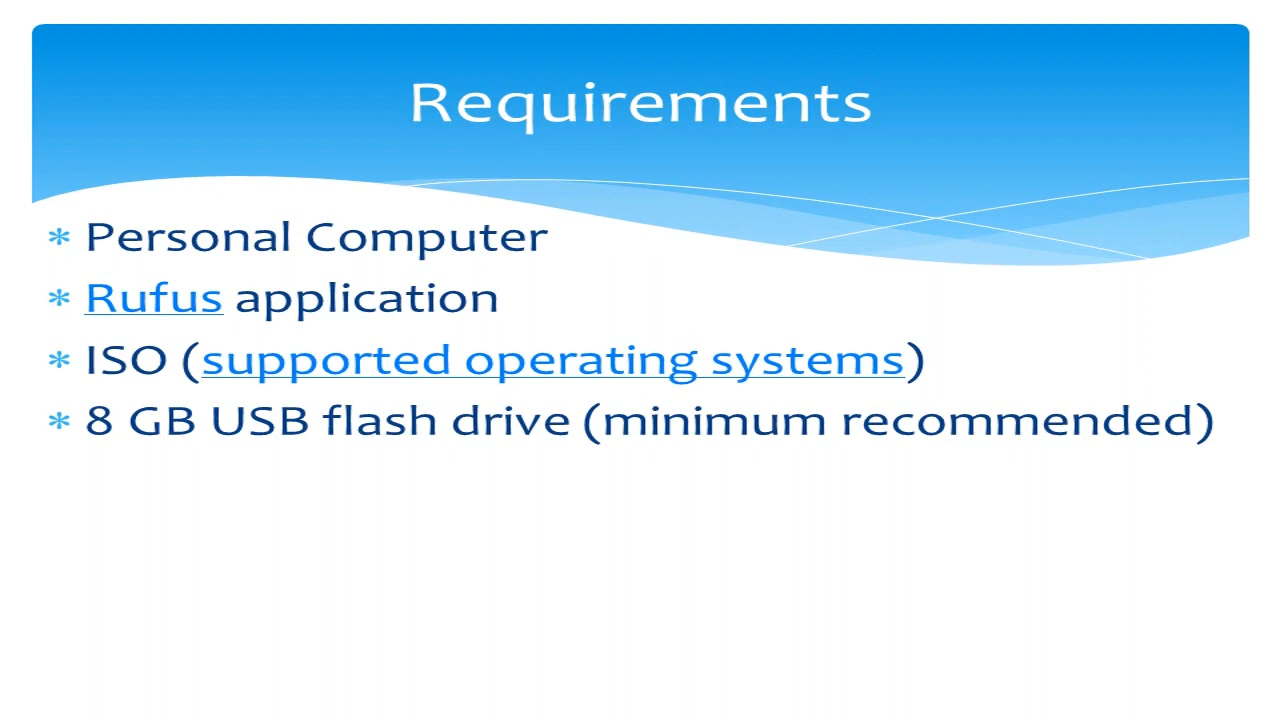 Requirements
* Personal Computer
* Rufus application
* ISO (supported operating systems)
* 8 GB USB flash drive (minimum recommended)